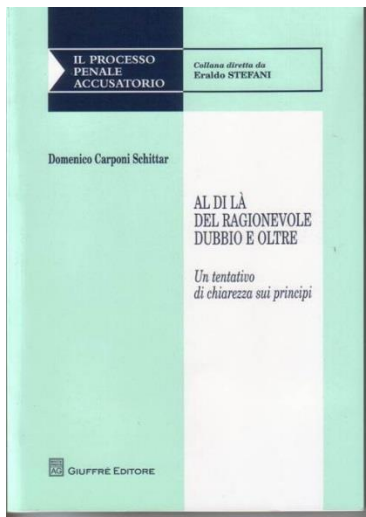 IL PROCESSO
PENALE
ACCUSATORIO
Collana diretta da
Eraldo STEFANI
Domenico Carponi Schittar
AL DI LÀ
DEL RAGIONEVOLE
DUBBIO E OLTRE
Un tentativo
di chiarezza sui principi
AG
GIUFFRÈ EDITORE